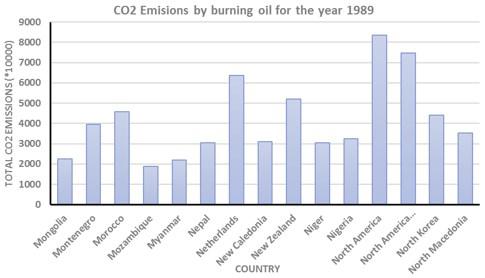 CO2 Emisions by burning oil for the year 1989
TOTAL CO2 EMISSIONS (*10000)
9000
8000
7000
6000
5000
4000
3000
2000
1000
0
Mongolia
Montenegro
Morocco
Mozambique
Myanmar
Nepal
Netherlands
New Caledonia
New Zealand
Niger
Nigeria
North America
North America...
North Korea
North Macedonia
COUNTRY